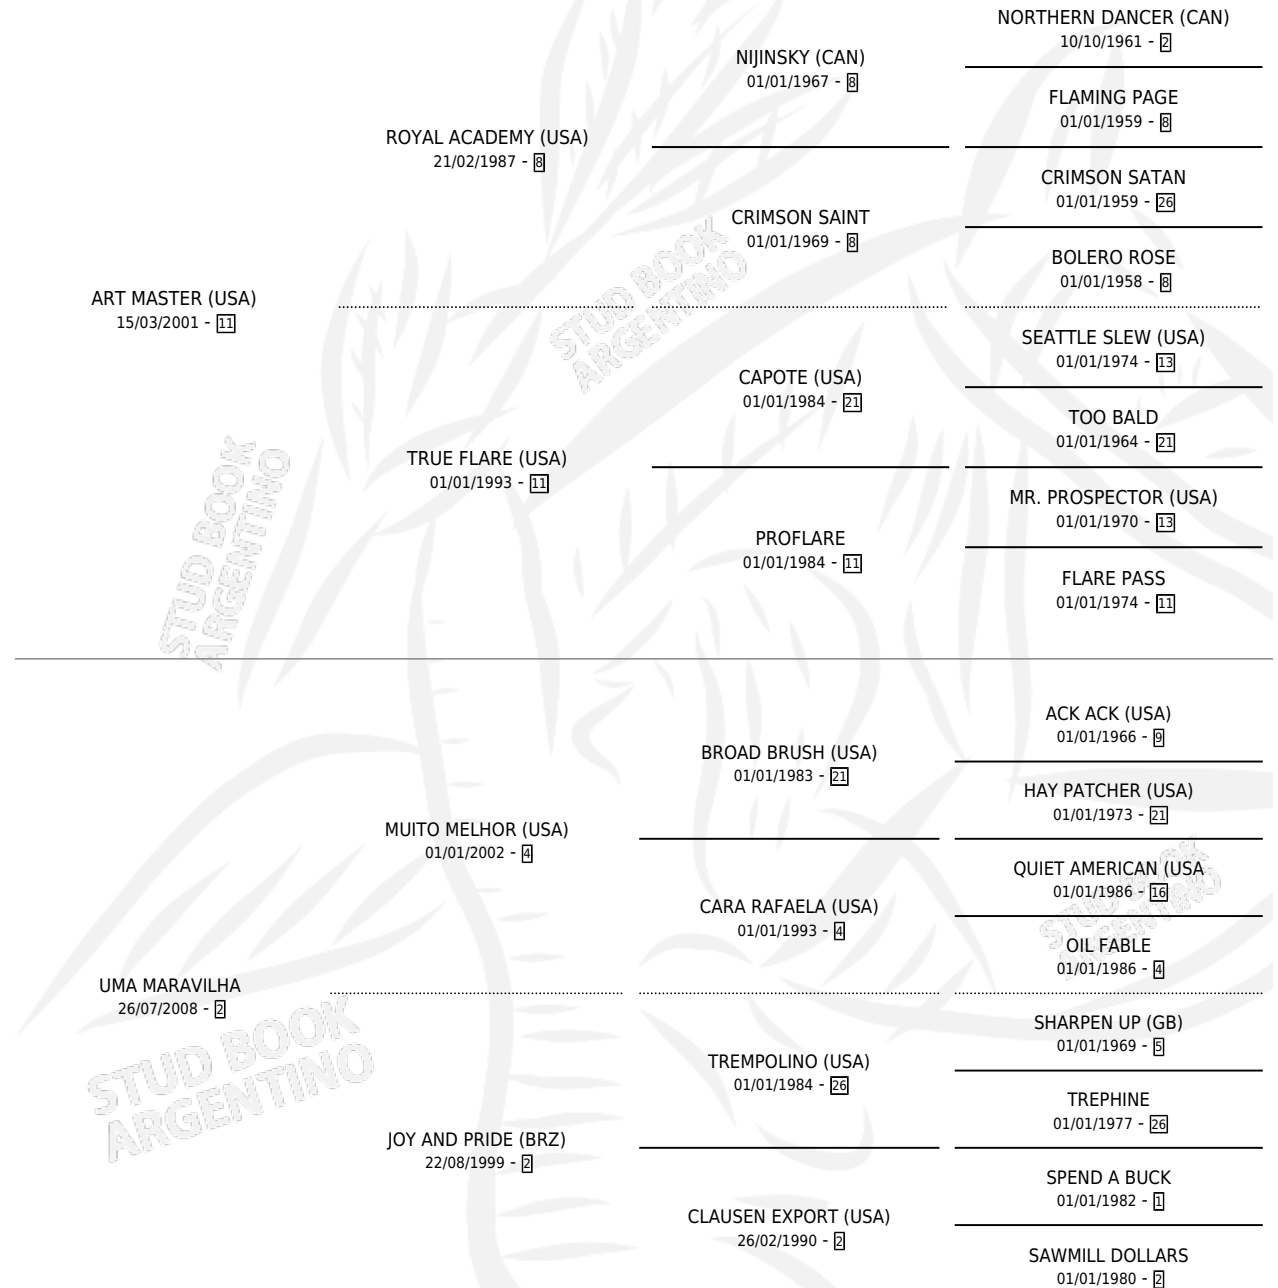 NORTHERN DANCER (CAN)
10/10/1961 - 2
NIJINSKY (CAN)
01/01/1967 - 8
FLAMING PAGE
01/01/1959 - 8
ROYAL ACADEMY (USA)
21/02/1987 - 8
CRIMSON SATAN
01/01/1959 - 26
CRIMSON SAINT
01/01/1969 - 8
BOLERO ROSE
01/01/1958 - 8
ART MASTER (USA)
15/03/2001 - 11
STUD BOOK
ARGENTINO
SEATTLE SLEW (USA)
01/01/1974 - 13
CAPOTE (USA)
01/01/1984 - 21
TOO BALD
01/01/1964 - 21
TRUE FLARE (USA)
01/01/1993 - 11
MR. PROSPECTOR (USA)
01/01/1970 - 13
PROFLARE
01/01/1984 - 11
FLARE PASS
01/01/1974 - 11
STUD BOOK
ARGENTINO
ACK ACK (USA)
01/01/1966 - 9
BROAD BRUSH (USA)
01/01/1983 - 21
HAY PATCHER (USA)
01/01/1973 - 21
MUITO MELHOR (USA)
01/01/2002 - 4
QUIET AMERICAN (USA
01/01/1986 - 16
CARA RAFAELA (USA)
01/01/1993 - 4
STUD BOOK
ARGENTINO
OIL FABLE
01/01/1986 - 4
UMA MARAVILHA
26/07/2008 - 2
STUD BOOK
ARGENTINO
SHARPEN UP (GB)
01/01/1969 - 5
TREMPOLINO (USA)
01/01/1984 - 26
TREPHINE
01/01/1977 - 26
JOY AND PRIDE (BRZ)
22/08/1999 - 2
SPEND A BUCK
01/01/1982 - 1
CLAUSEN EXPORT (USA)
26/02/1990 - 2
SAWMILL DOLLARS
01/01/1980 - 2